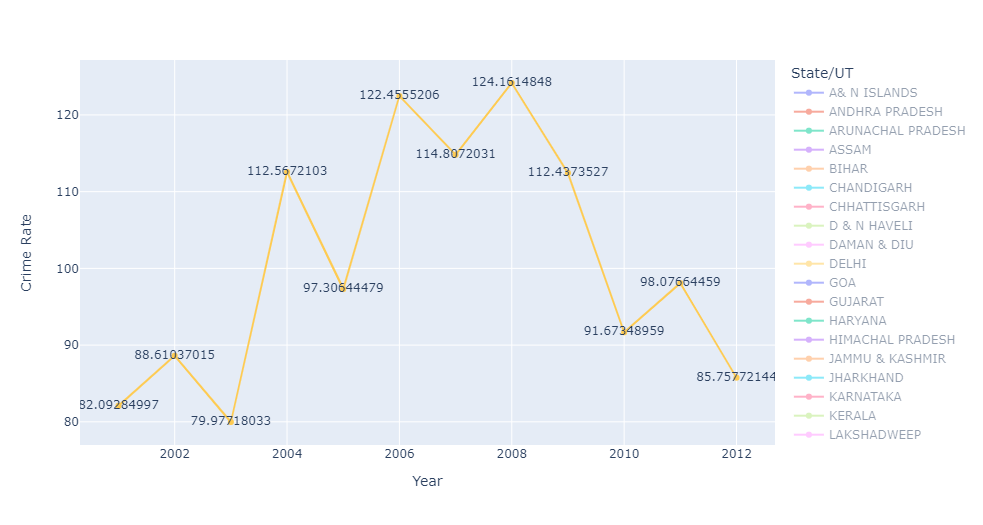 State/UT
A& N ISLANDS
ANDHRA PRADESH
ARUNACHAL PRADESH
ASSAM
BIHAR
CHANDIGARH
CHHATTISGARH
D & N HAVELI
DAMAN & DIU
DELHI
GOA
GUJARAT
HARYANA
HIMACHAL PRADESH
JAMMU & KASHMIR
JHARKHAND
KARNATAKA
KERALA
LAKSHADWEEP
Crime Rate
120
110
100
90
80
82.09284997
88.61037015
79.97718033
112.5672103
97.30644479
122.4555206
114.8072031
124.1614848
112.4373527
91.67348959
98.07664459
85.75772144
2002
2004
2006
2008
2010
2012
Year